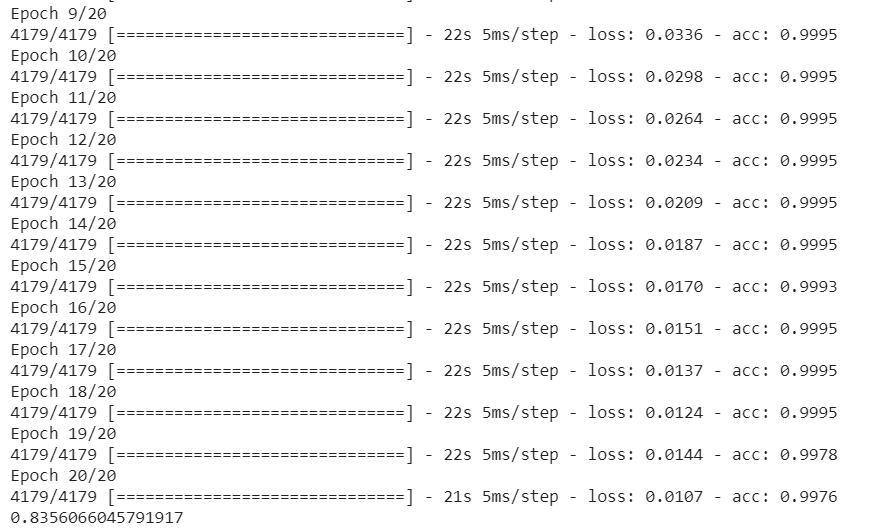 Epoch 9/20
4179/4179 [==============================] - 22s 5ms/step - loss: 0.0336 - acc: 0.9995
Epoch 10/20
4179/4179 [==============================] - 22s 5ms/step - loss: 0.0298 - acc: 0.9995
Epoch 11/20
4179/4179 [==============================] - 22s 5ms/step - loss: 0.0264 - acc: 0.9995
Epoch 12/20
4179/4179 [==============================] - 22s 5ms/step - loss: 0.0234 - acc: 0.9995
Epoch 13/20
4179/4179 [==============================] - 22s 5ms/step - loss: 0.0209 - acc: 0.9995
Epoch 14/20
4179/4179 [==============================] - 22s 5ms/step - loss: 0.0187 - acc: 0.9995
Epoch 15/20
4179/4179 [==============================] - 22s 5ms/step - loss: 0.0170 - acc: 0.9993
Epoch 16/20
4179/4179 [==============================] - 22s 5ms/step - loss: 0.0151 - acc: 0.9995
Epoch 17/20
4179/4179 [==============================] - 22s 5ms/step - loss: 0.0137 - acc: 0.9995
Epoch 18/20
4179/4179 [==============================] - 22s 5ms/step - loss: 0.0124 - acc: 0.9995
Epoch 19/20
4179/4179 [==============================] - 22s 5ms/step - loss: 0.0144 - acc: 0.9978
Epoch 20/20
4179/4179 [==============================] - 21s 5ms/step - loss: 0.0107 - acc: 0.9976
0.8356066045791917